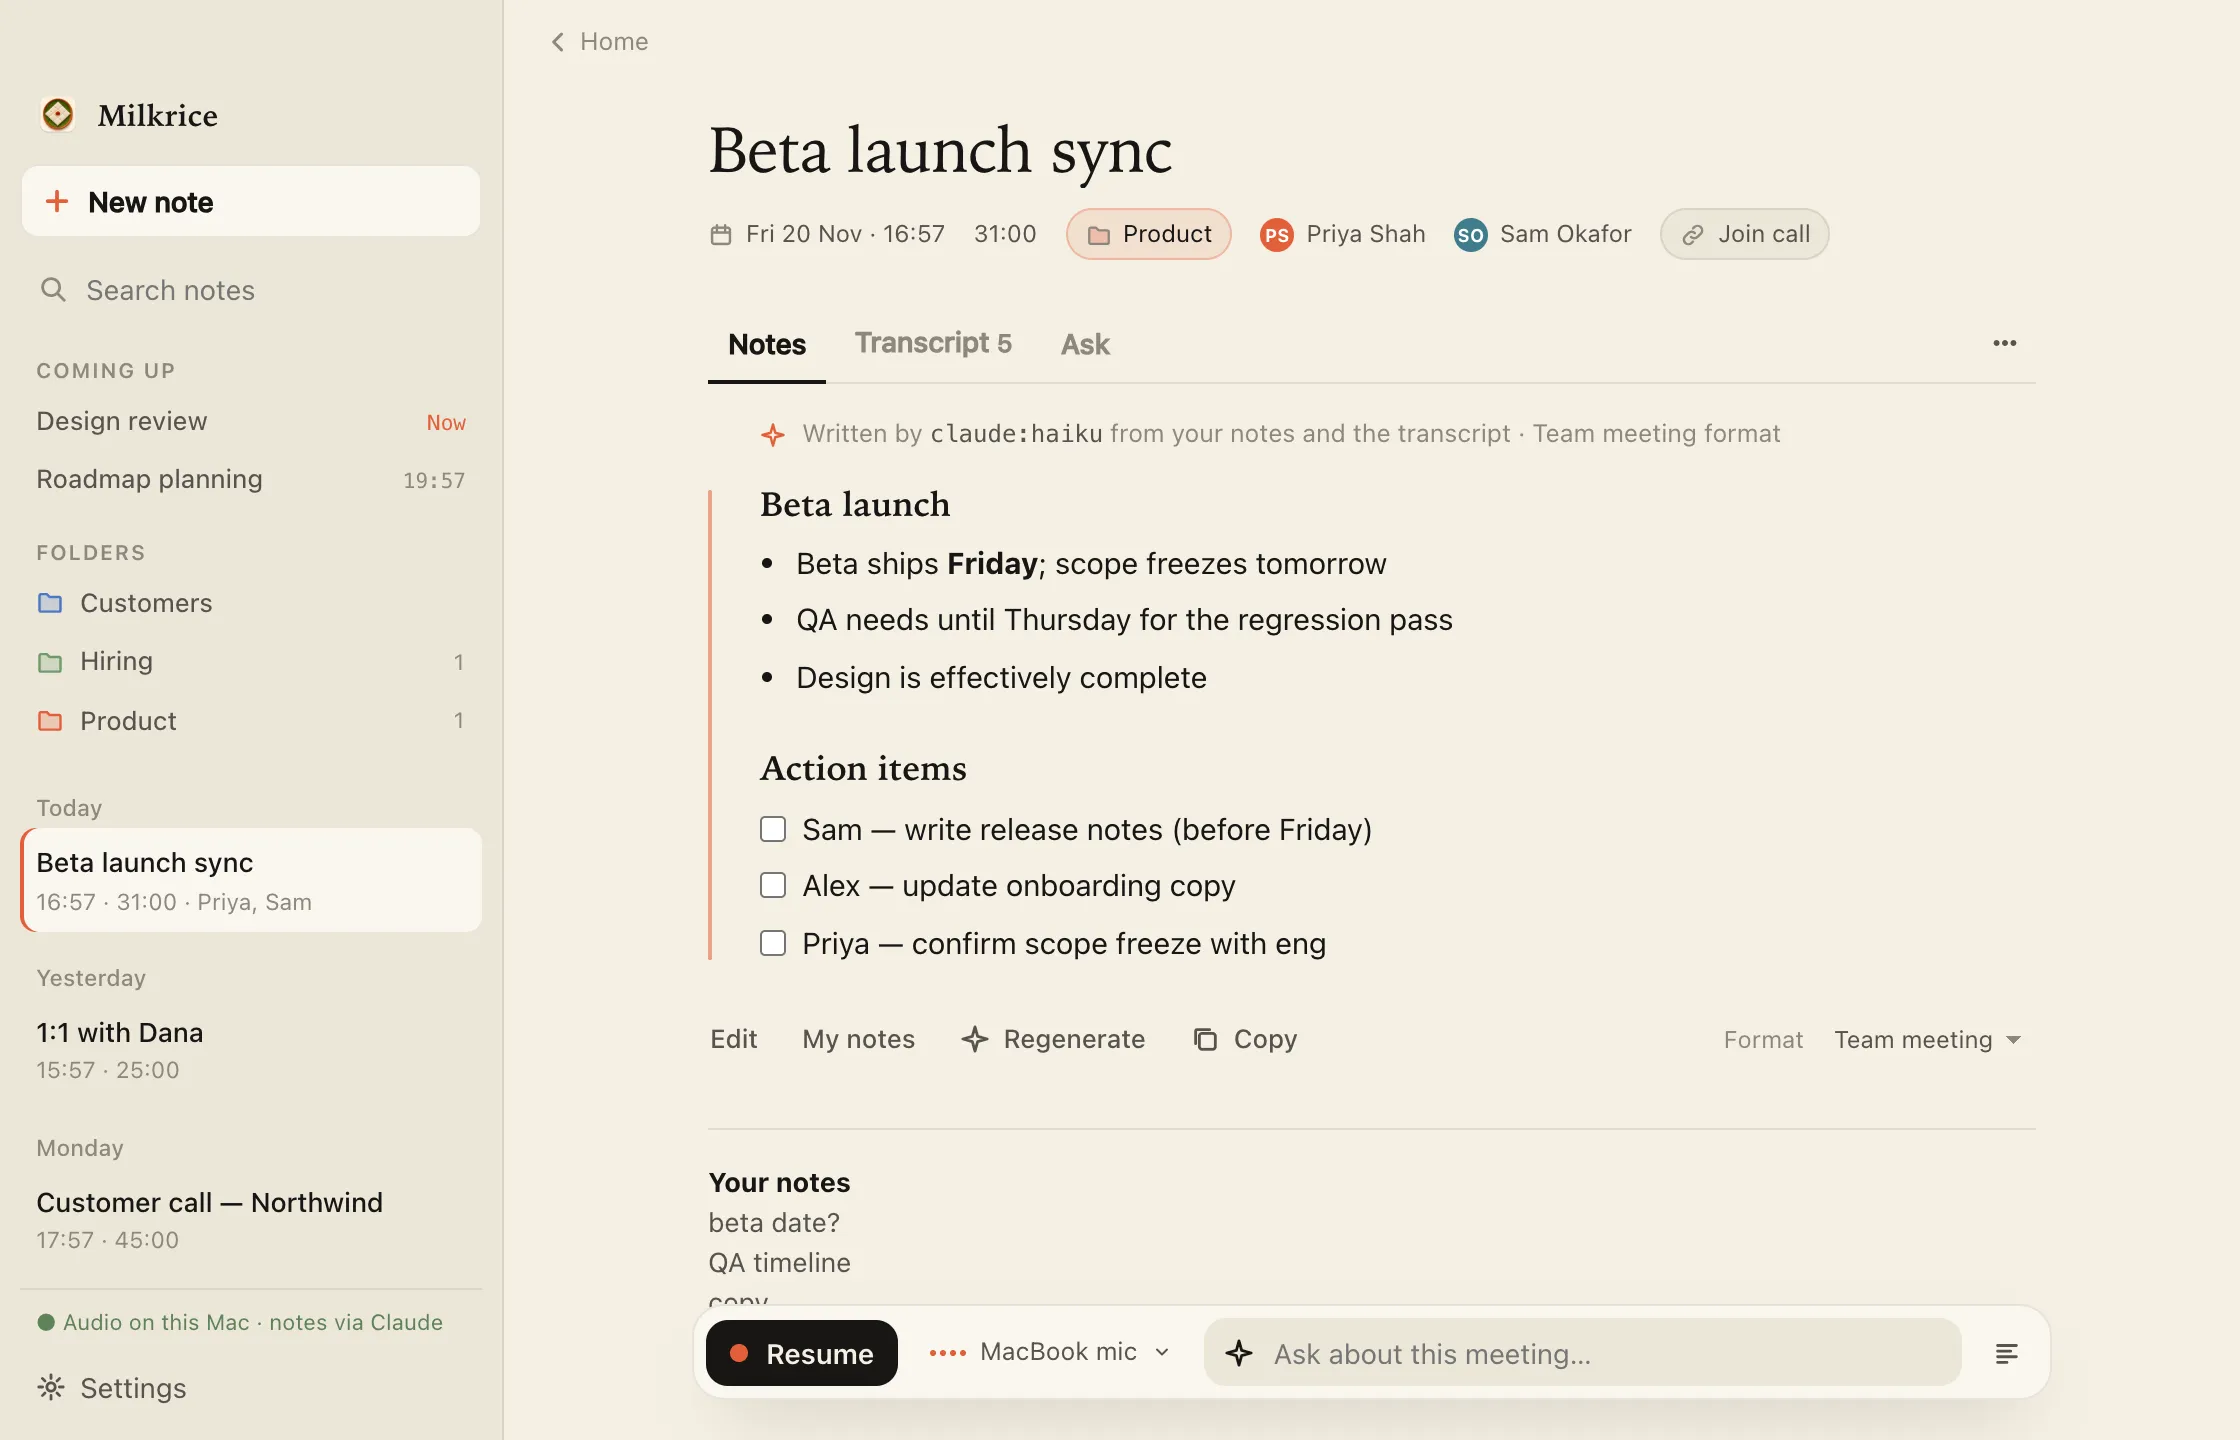 Milkrice
New note
Search notes
COMING UP
Design review Now
Roadmap planning 19:57
FOLDERS
Customers
Hiring 1
Product 1
Today
Beta launch sync
16:57 · 31:00 · Priya, Sam
Yesterday
1:1 with Dana
15:57 · 25:00
Monday
Customer call — Northwind
17:57 · 45:00
Audio on this Mac · notes via Claude
Settings
Home
Beta launch sync
Fri 20 Nov · 16:57 31:00 Product PS Priya Shah SO Sam Okafor Join call
Notes Transcript 5 Ask
Written by claude:haiku from your notes and the transcript · Team meeting format
Beta launch
• Beta ships Friday; scope freezes tomorrow
• QA needs until Thursday for the regression pass
• Design is effectively complete
Action items
Sam — write release notes (before Friday)
Alex — update onboarding copy
Priya — confirm scope freeze with eng
Edit My notes Regenerate Copy Format Team meeting
Your notes
beta date?
QA timeline
copy
Resume MacBook mic Ask about this meeting...